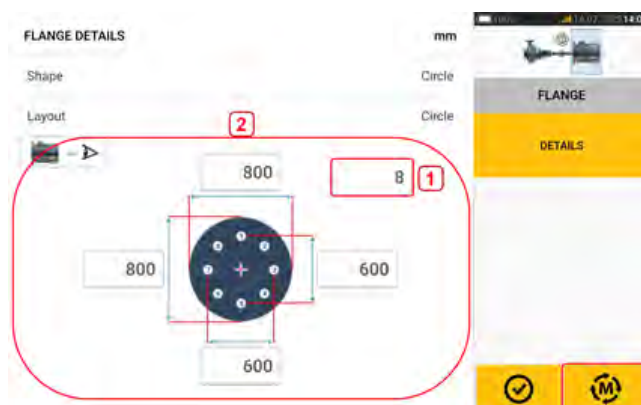 FLANGE DETAILS mm
Shape Circle
Layout Circle
2
800
8 1
800
600
600
FLANGE
DETAILS
M